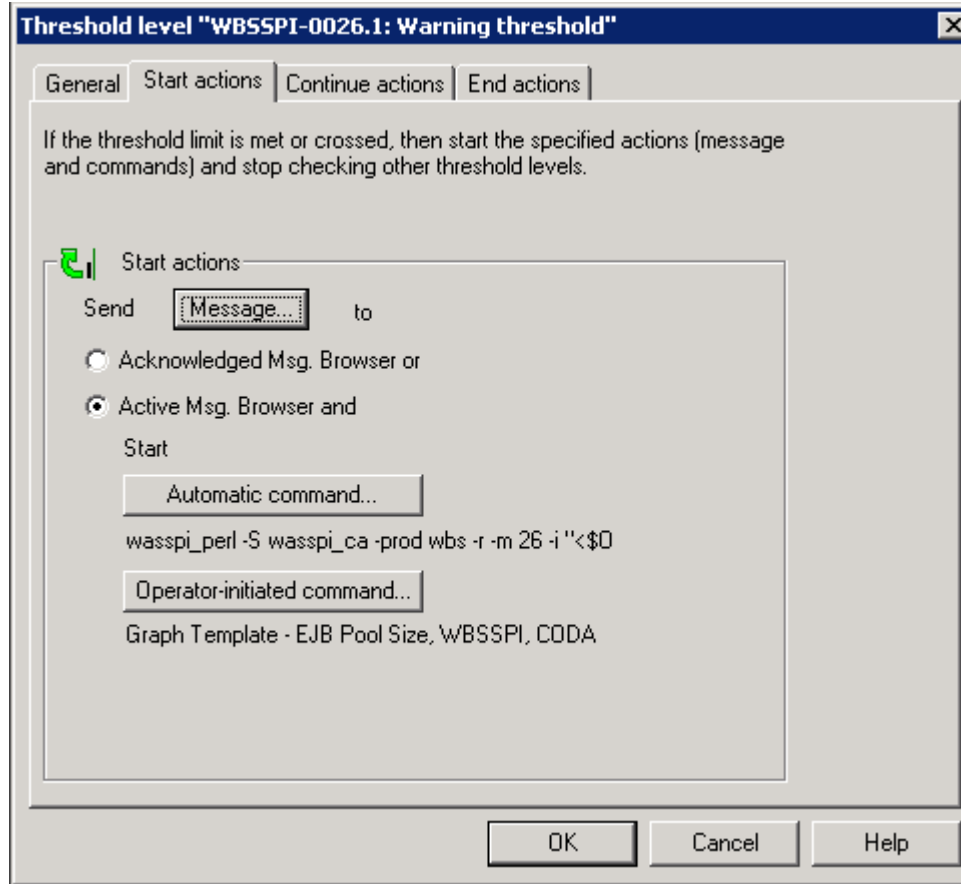 Threshold level "WBSSPI-0026.1: Warning threshold"
General Start actions Continue actions End actions
If the threshold limit is met or crossed, then start the specified actions (message
and commands) and stop checking other threshold levels.
Start actions
Send Message... to
Acknowledged Msg. Browser or
Active Msg. Browser and
Start
Automatic command...
wasspi_perl -S wasspi_ca -prod wbs -r -m 26 -i "<$O
Operator-initiated command...
Graph Template - EJB Pool Size, WBSSPI, CODA
OK Cancel Help